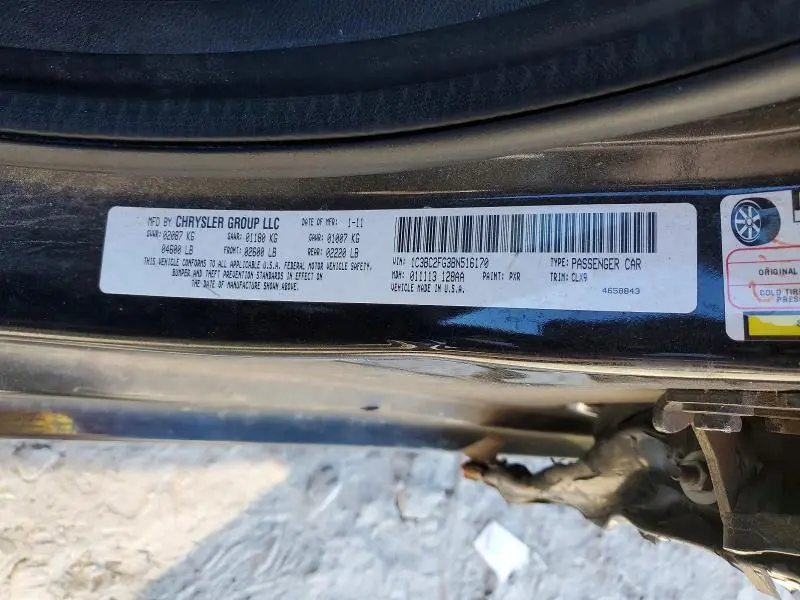 MFD BY CHRYSLER GROUP LLC DATE OF MFR: 1-11
GVWR: 02087 KG GAWR: 01180 KG GAWR: 01007 KG
04600 LB FRONT: 02600 LB REAR: 02220 LB
THIS VEHICLE CONFORMS TO ALL APPLICABLE U.S.A. FEDERAL MOTOR VEHICLE SAFETY,
BUMPER, AND THEFT PREVENTION STANDARDS IN EFFECT ON
THE DATE OF MANUFACTURE SHOWN ABOVE.
VIN: 1C3BC2FG3BN516170 TYPE: PASSENGER CAR
MDH: 011113 128AA PAINT: PXR TRIM: CLX9
VEHICLE MADE IN U.S.A. 4658843
ORIGINAL
COLD TIRE
PRES